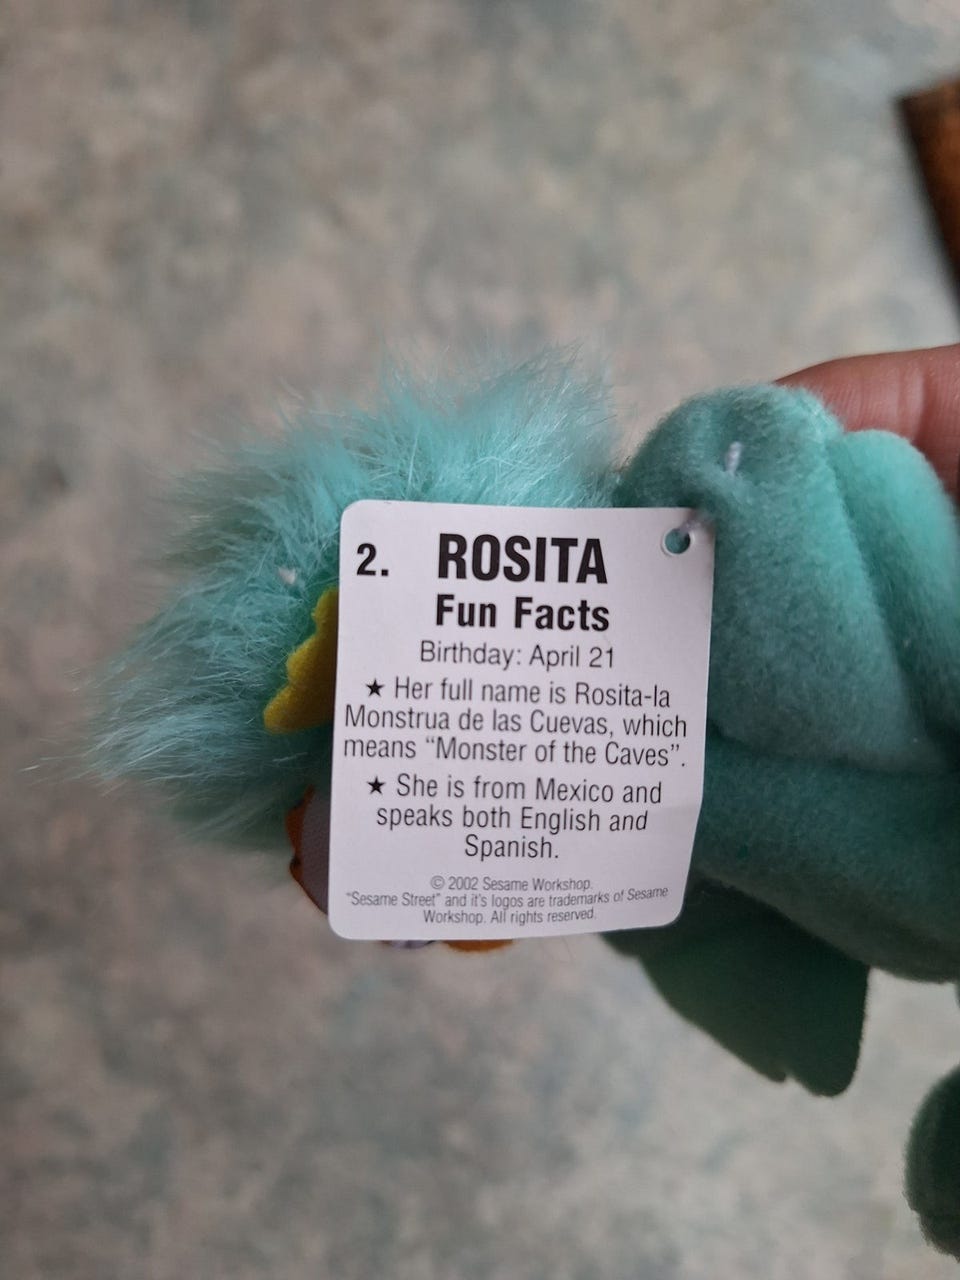 2. ROSITA
Fun Facts
Birthday: April 21
★ Her full name is Rosita-la
Monstrua de las Cuevas, which
means “Monster of the Caves”.
★ She is from Mexico and
speaks both English and
Spanish.
© 2002 Sesame Workshop.
"Sesame Street" and it's logos are trademarks of Sesame
Workshop. All rights reserved.